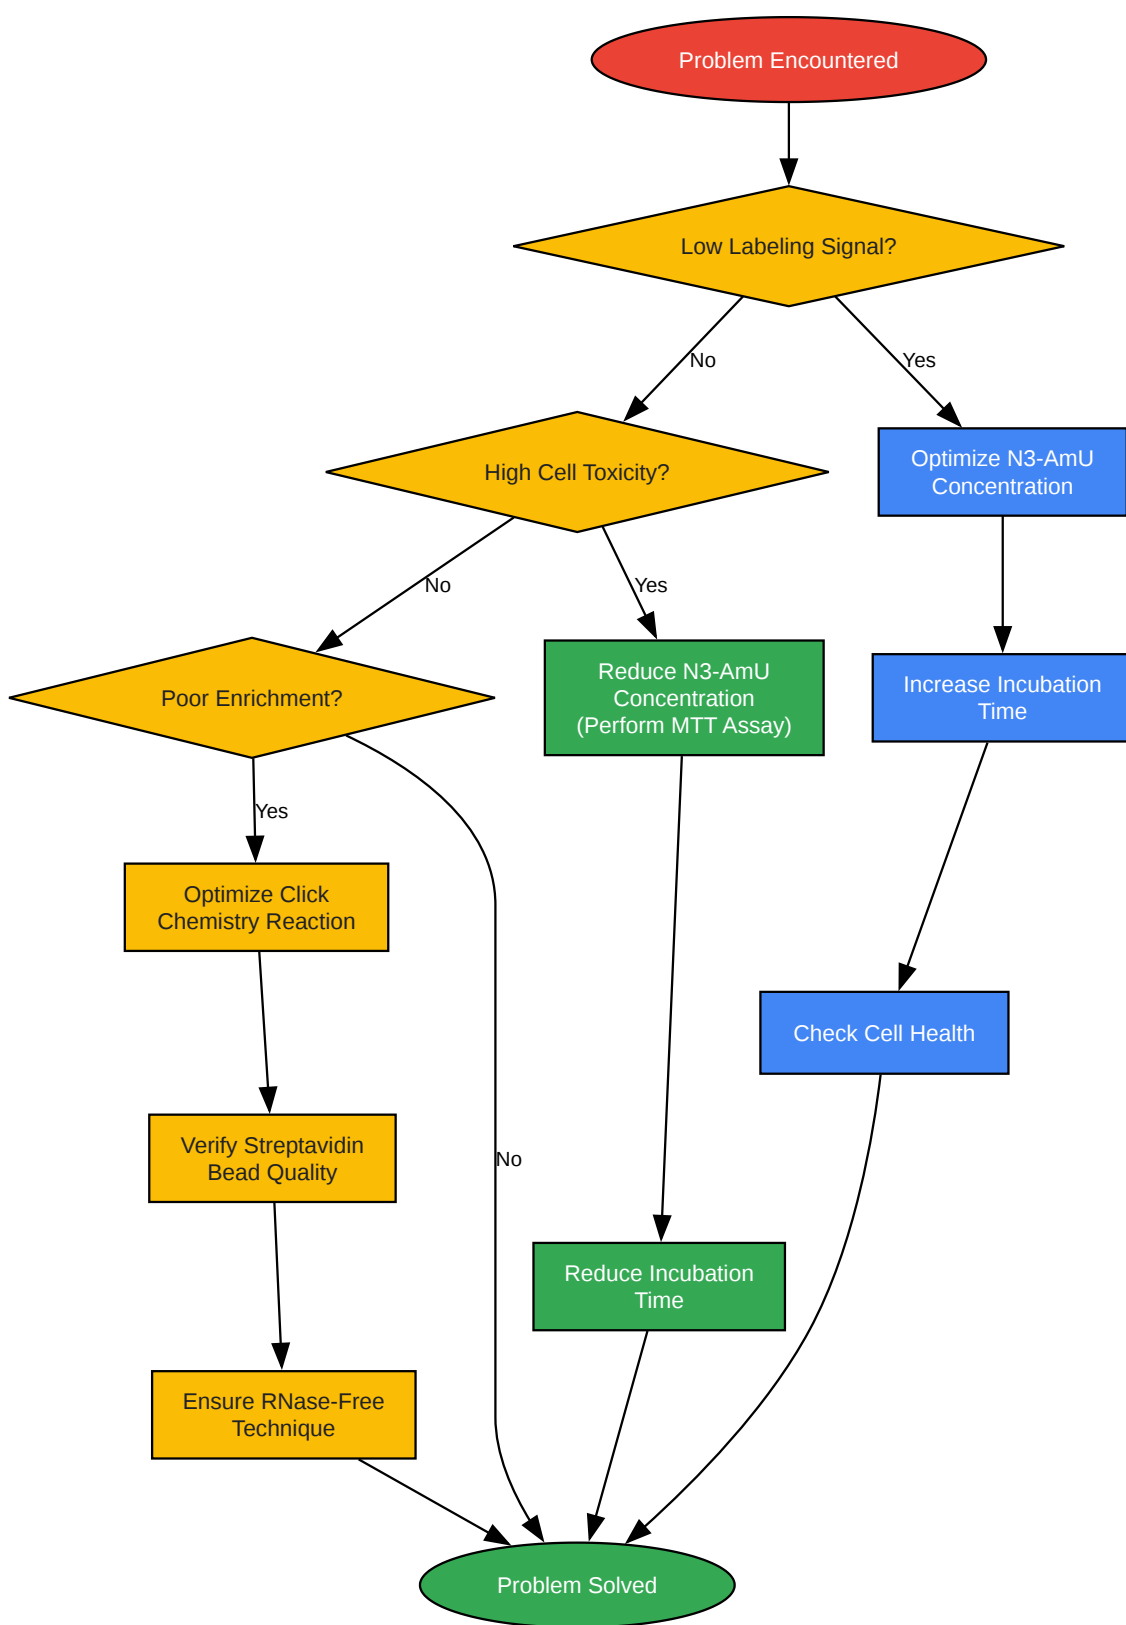 Problem Encountered
Low Labeling Signal?
No
Yes
High Cell Toxicity?
Optimize N3-AmU
Concentration
No
Yes
Poor Enrichment?
Reduce N3-AmU
Concentration
(Perform MTT Assay)
Increase Incubation
Time
Yes
Optimize Click
Chemistry Reaction
Check Cell Health
Verify Streptavidin
Bead Quality
No
Reduce Incubation
Time
Ensure RNase-Free
Technique
Problem Solved